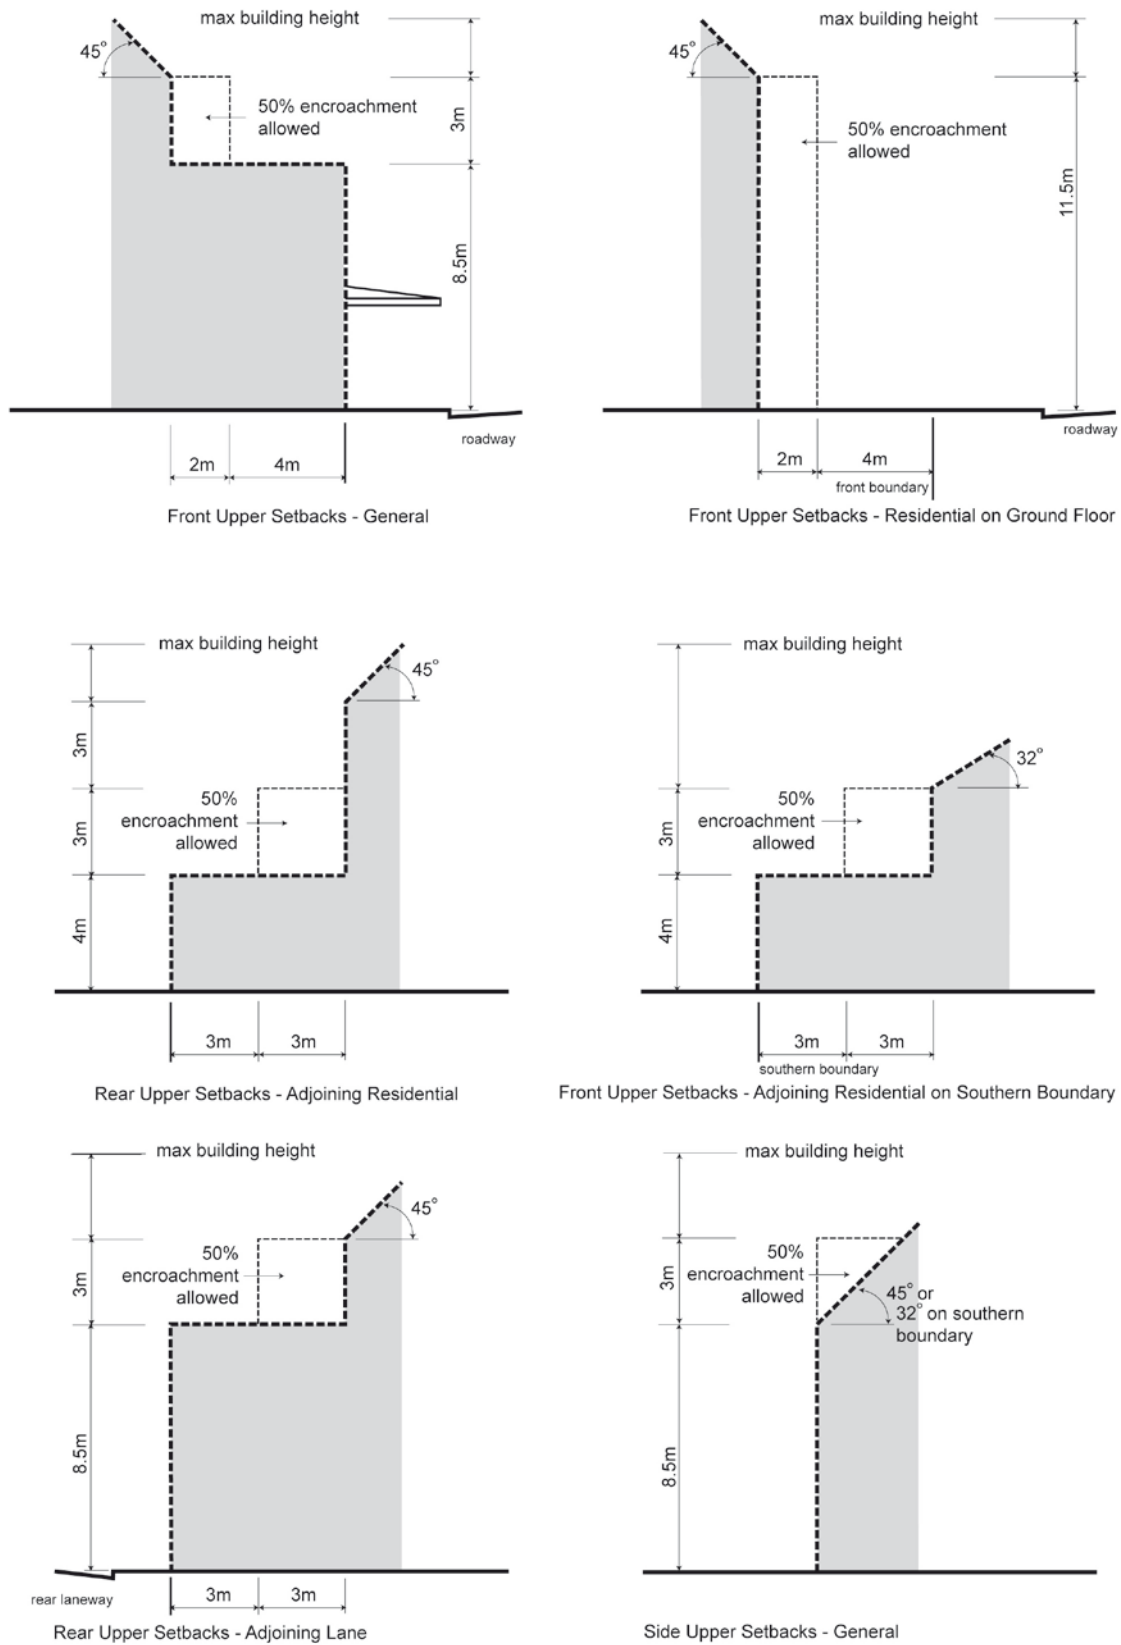 max building height
45°
50% encroachment
allowed
3m
8.5m
roadway
2m
4m
Front Upper Setbacks - General
max building height
45°
50% encroachment
allowed
11.5m
roadway
2m
4m
front boundary
Front Upper Setbacks - Residential on Ground Floor
max building height
45°
3m
50%
encroachment
allowed
3m
4m
3m
3m
Rear Upper Setbacks - Adjoining Residential
max building height
32°
50%
encroachment
allowed
3m
4m
3m
3m
southern boundary
Front Upper Setbacks - Adjoining Residential on Southern Boundary
max building height
45°
50%
encroachment
allowed
3m
8.5m
rear laneway
3m
3m
Rear Upper Setbacks - Adjoining Lane
max building height
50%
encroachment
allowed
3m
45° or
32° on southern
boundary
8.5m
Side Upper Setbacks - General